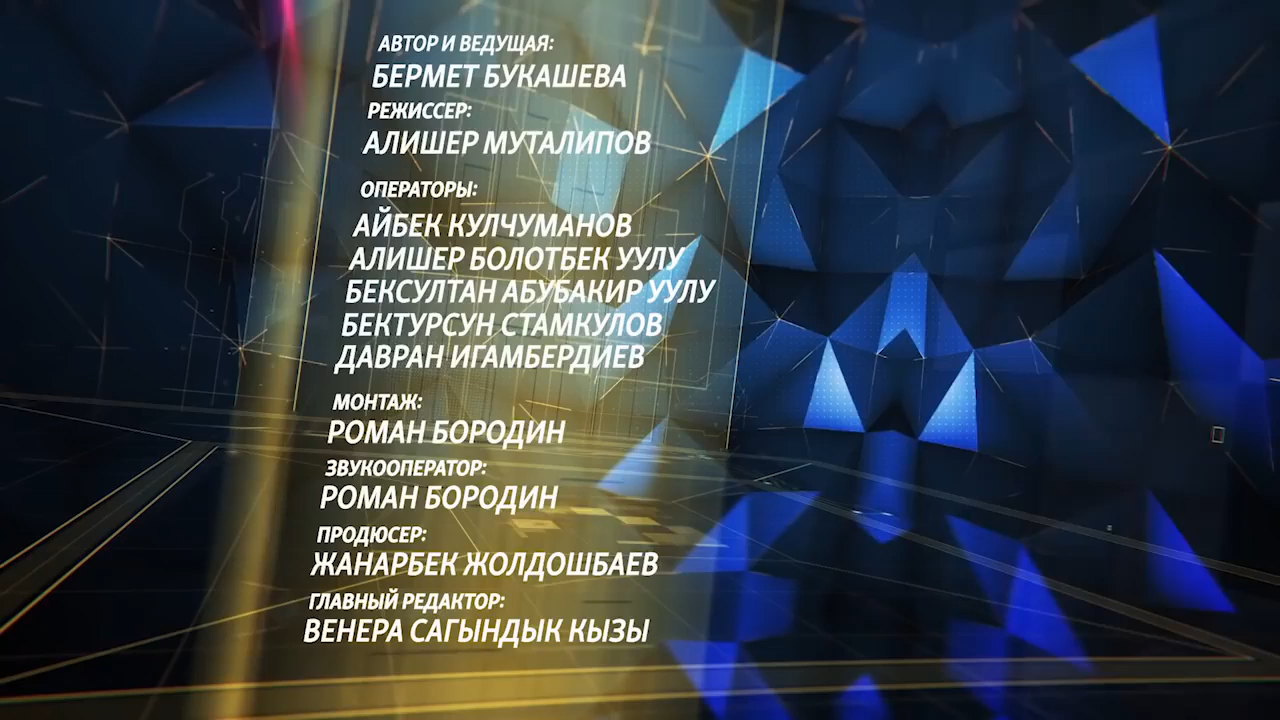 АВТОР И ВЕДУЩАЯ:
БЕРМЕТ БУКАШЕВА
РЕЖИССЕР:
АЛИШЕР МУТАЛИПОВ
ОПЕРАТОРЫ:
АЙБЕК КУЛЧУМАНОВ
АЛИШЕР БОЛОТБЕК УУЛУ
БЕКСУЛТАН АБУБАКИР УУЛУ
БЕКТУРСУН СТАМКУЛОВ
ДАВРАН ИГАМБЕРДИЕВ
МОНТАЖ:
РОМАН БОРОДИН
ЗВУКООПЕРАТОР:
РОМАН БОРОДИН
ПРОДЮСЕР:
ЖАНАРБЕК ЖОЛДОШБАЕВ
ГЛАВНЫЙ РЕДАКТОР:
ВЕНЕРА САГЫНДЫК КЫЗЫ